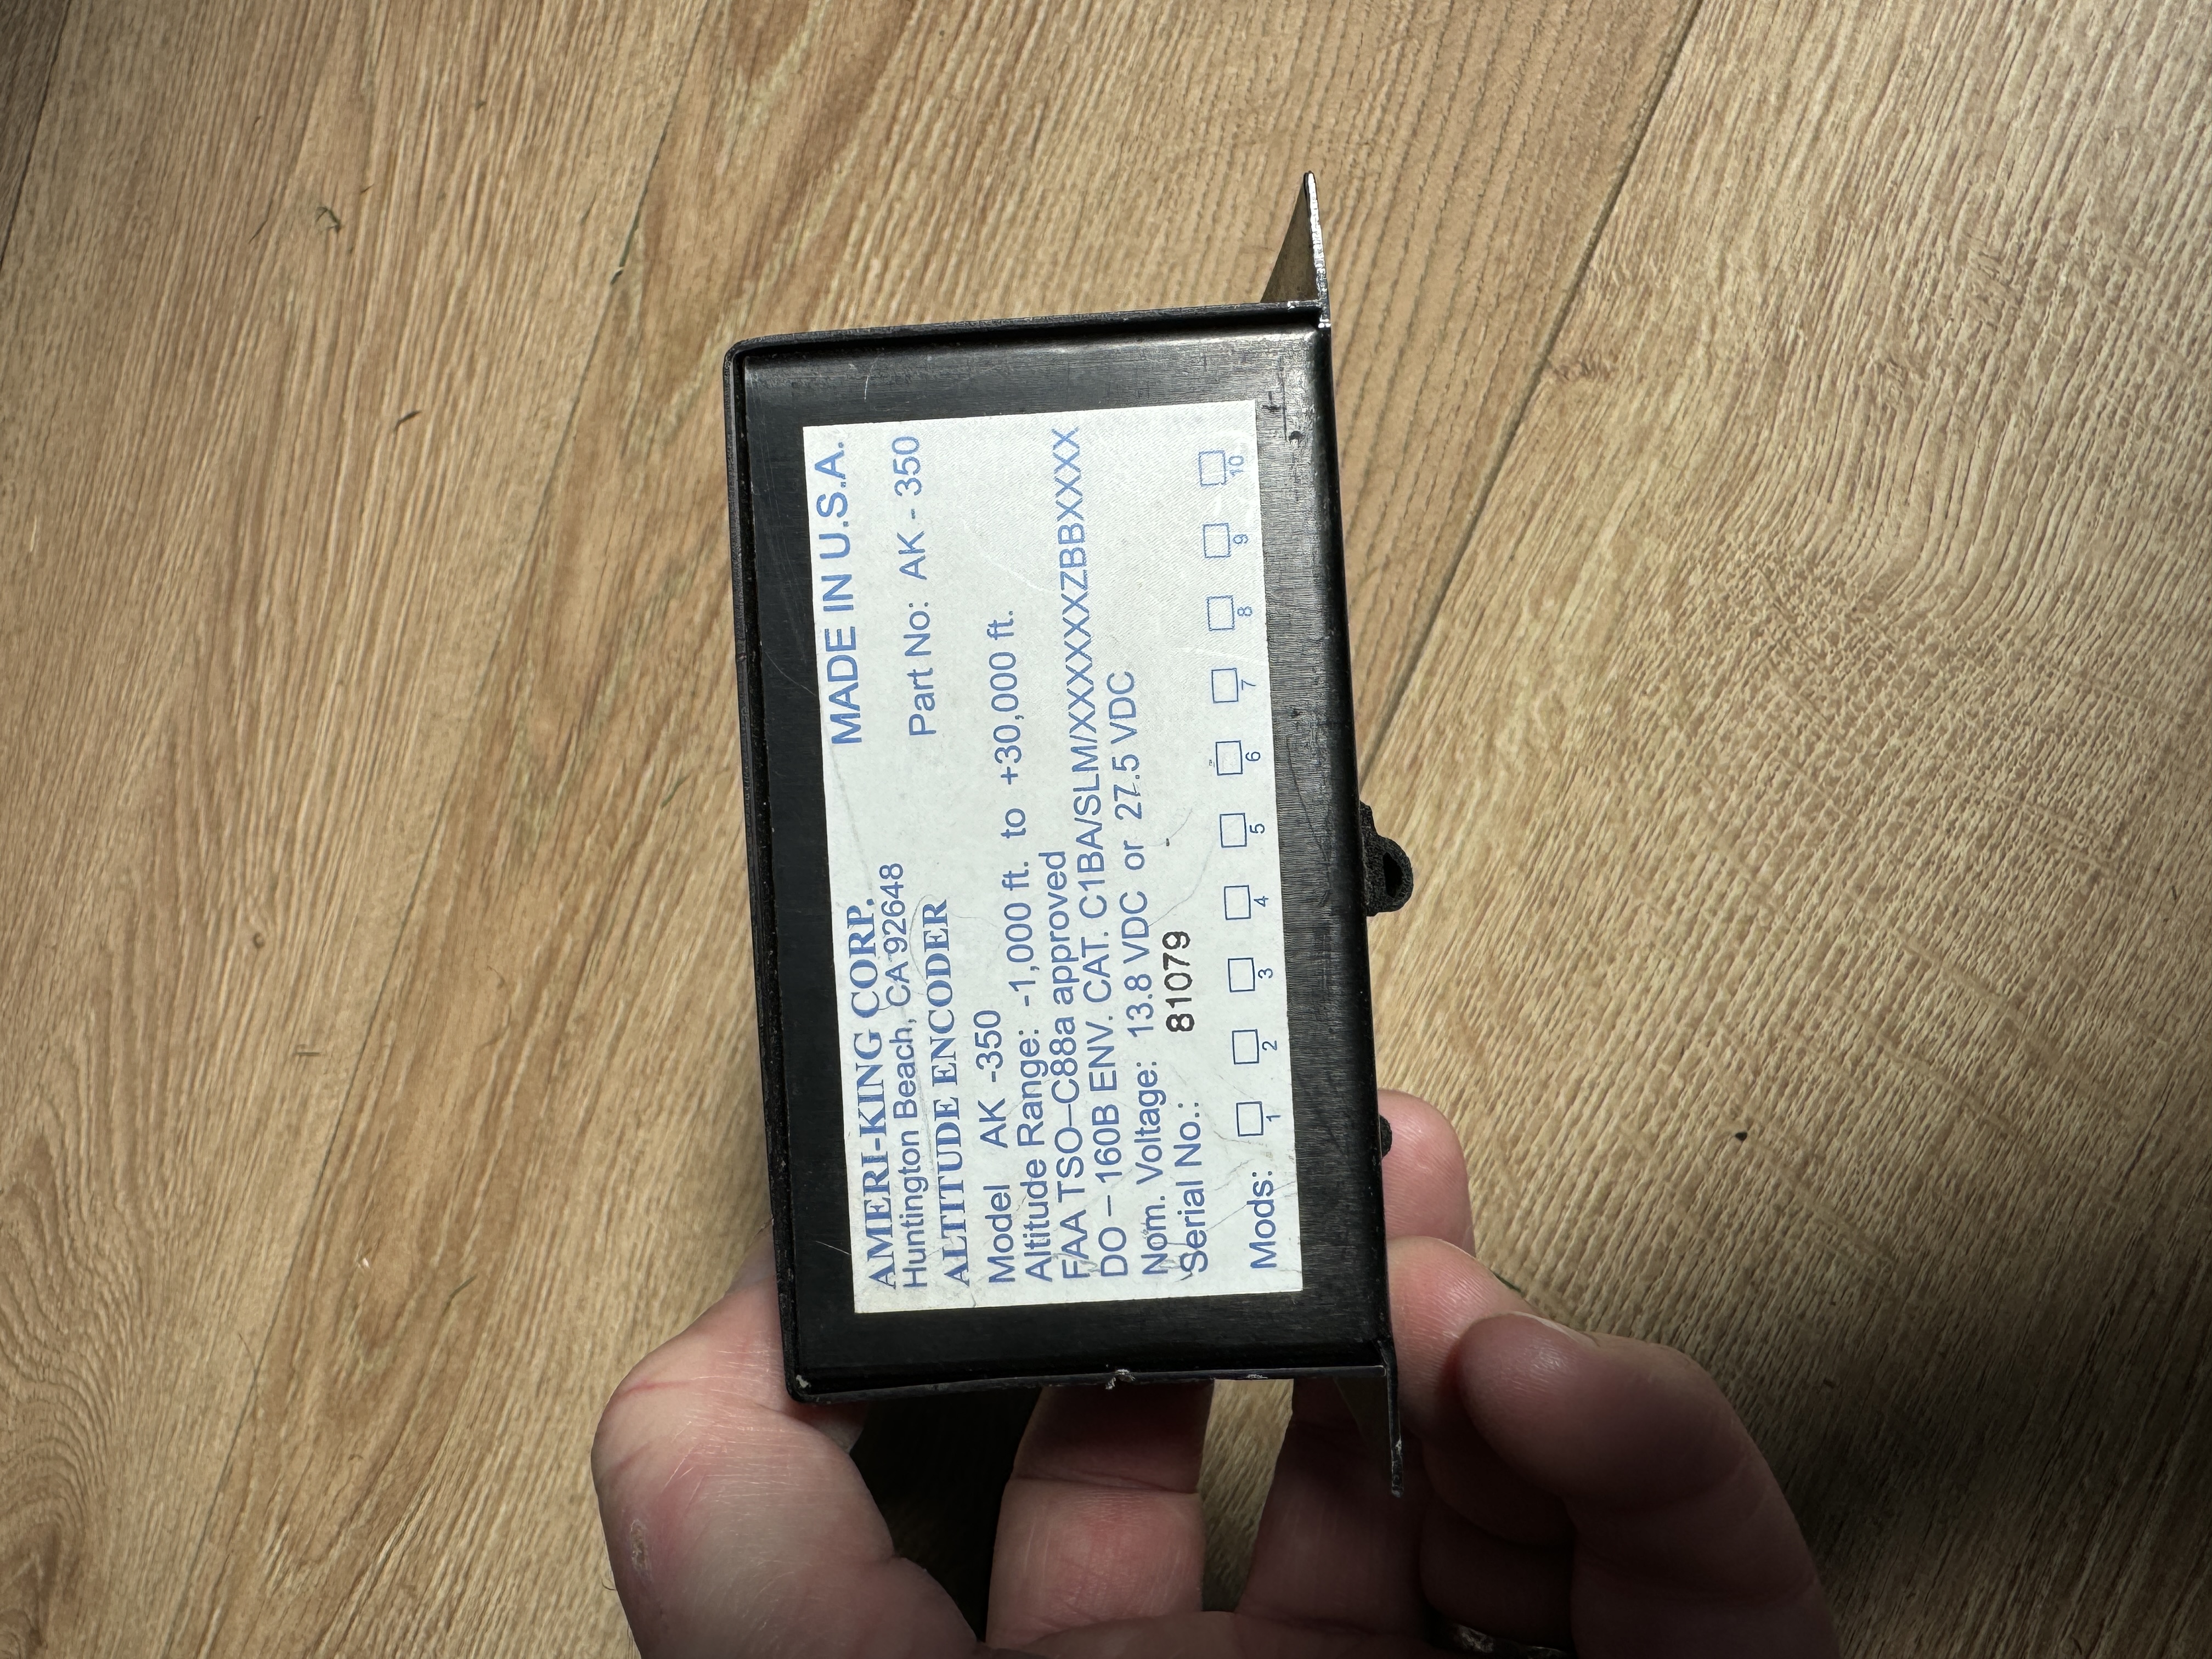 AMERI-KING CORP. MADE IN U.S.A.
Huntington Beach, CA 92648
ALTITUDE ENCODER Part No: AK - 350
Model AK -350
Altitude Range: -1,000 ft. to +30,000 ft.
FAA TSO–C88a approved
DO – 160B ENV. CAT. C1BA/SLM/XXXXXXXZBBXXXX
Nom. Voltage: 13.8 VDC or 27.5 VDC
Serial No.: 81079 -
Mods:
1 2 3 4 5 6 7 8 9 10